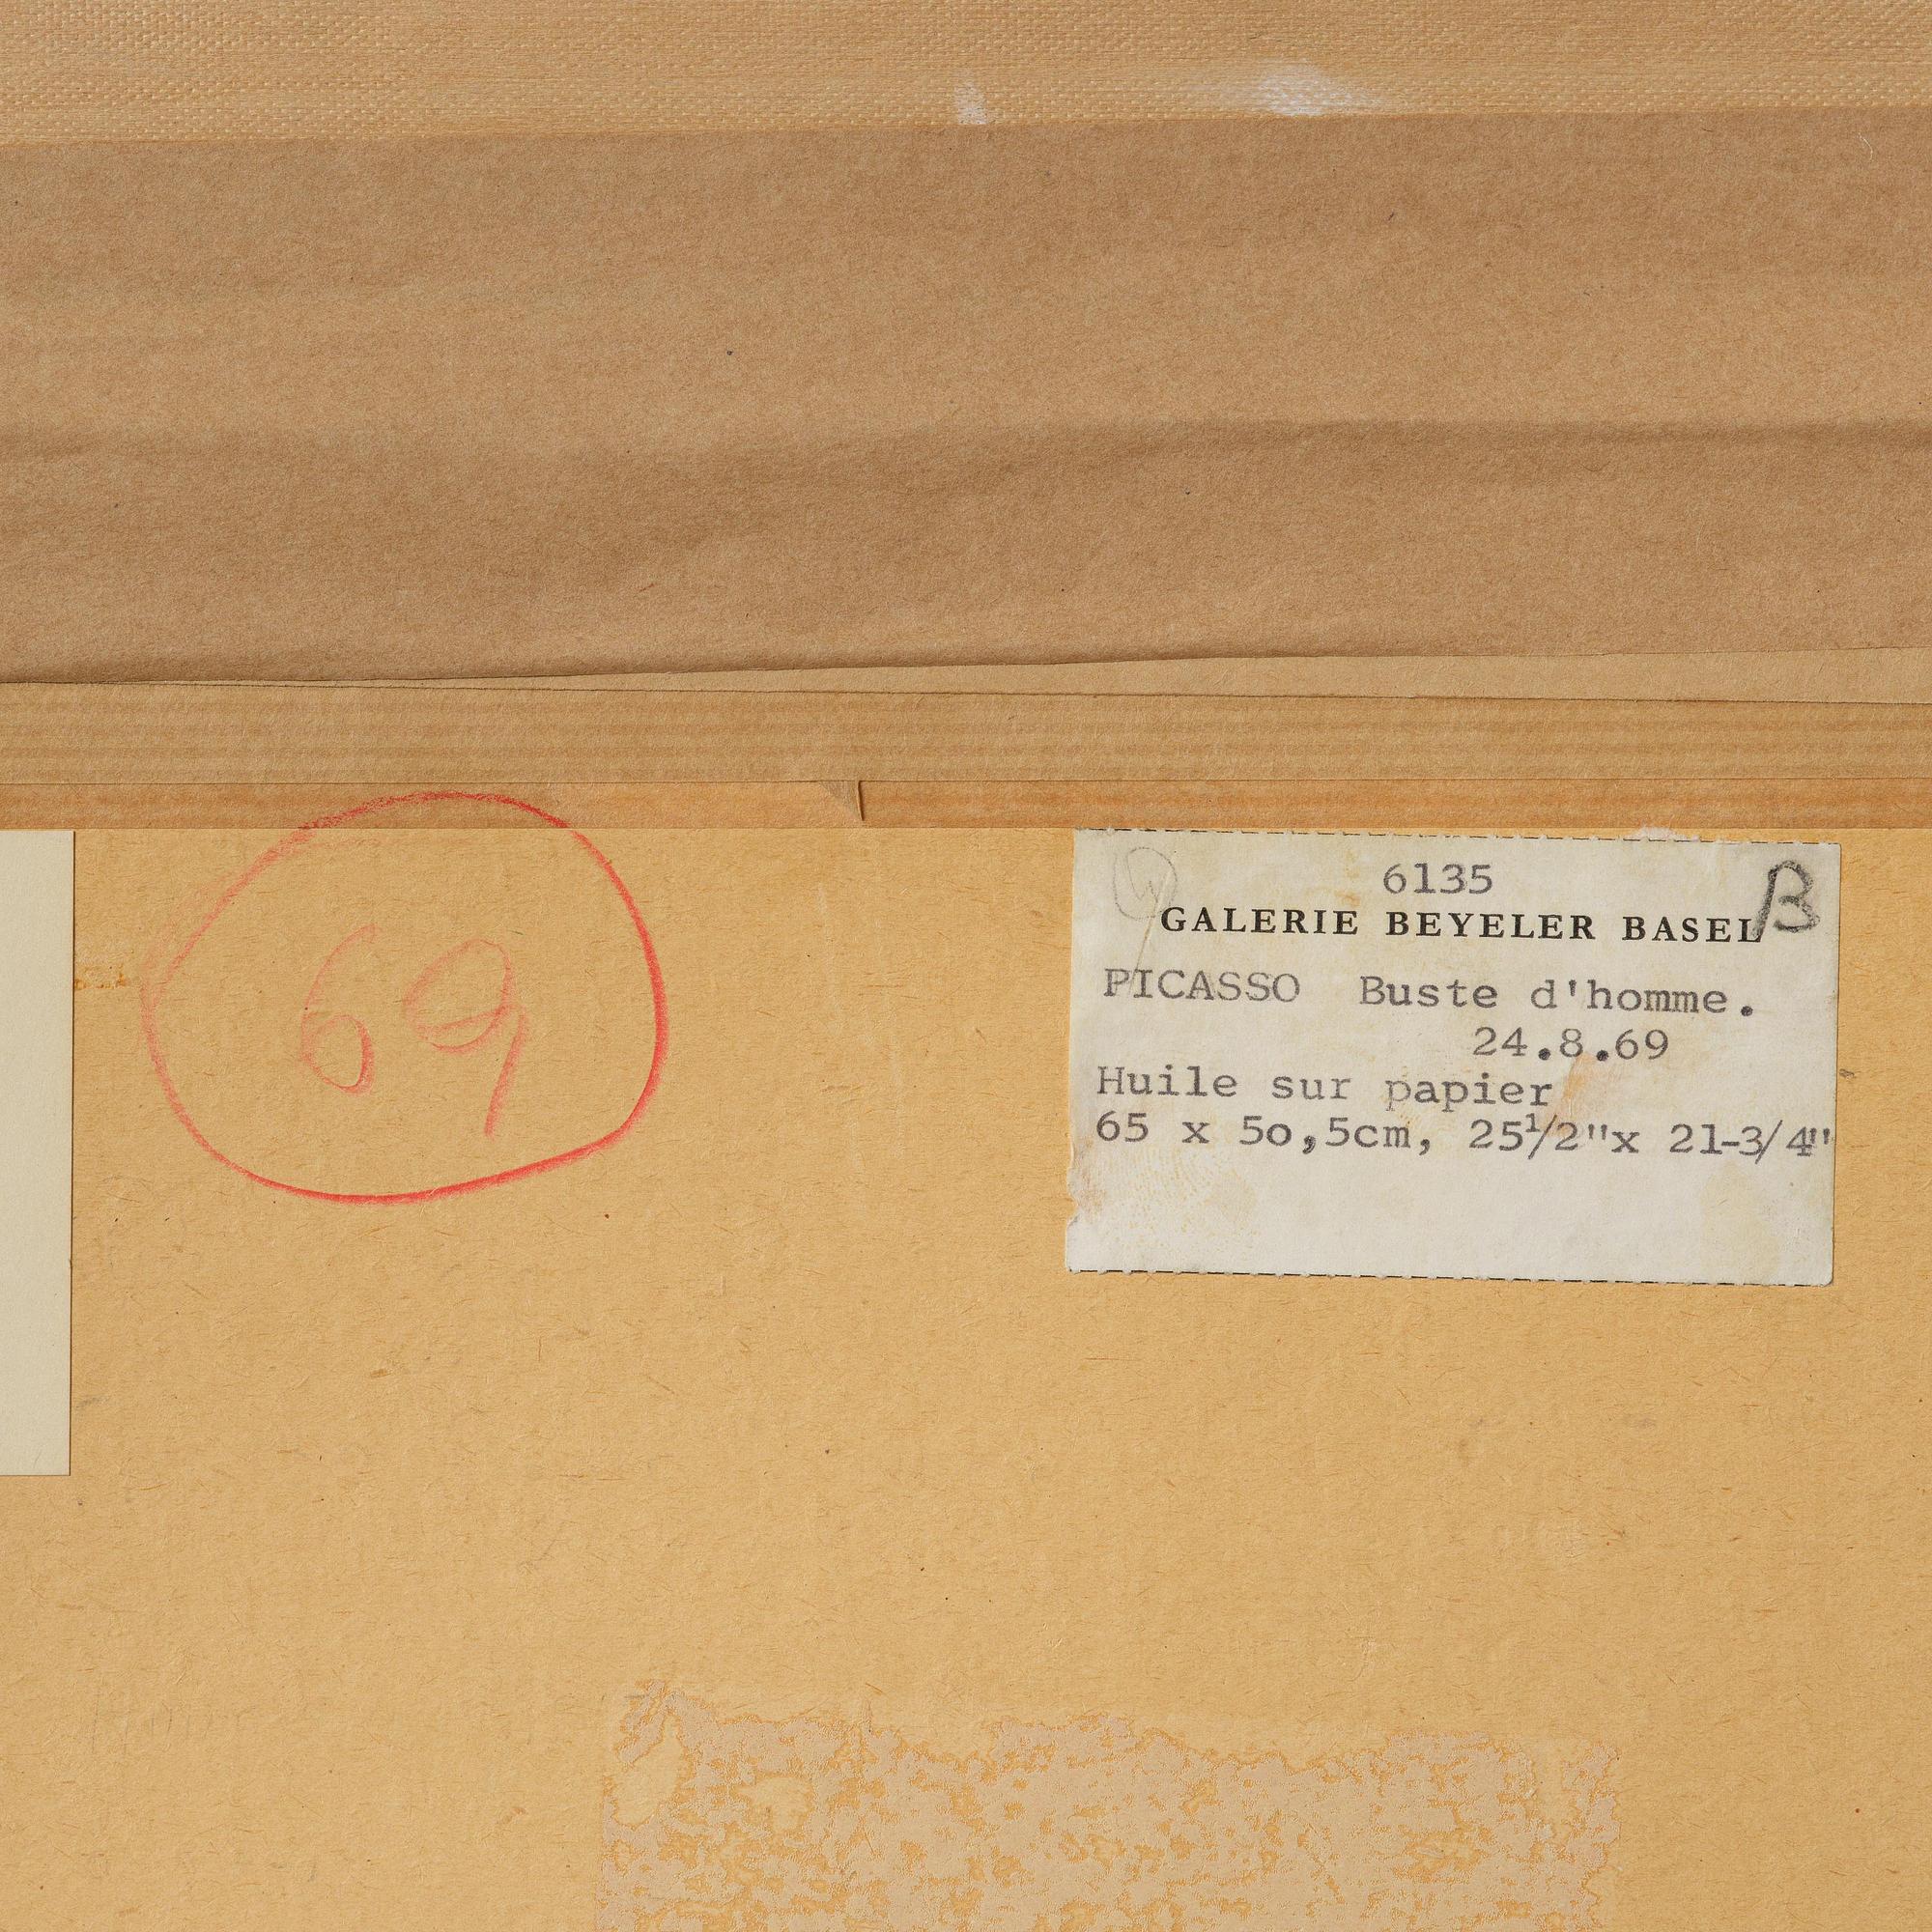 69
6135
B
GALERIE BEYELER BASEL
PICASSO Buste d'homme.
24.8.69
Huile sur papier
65 x 5o,5cm, 25½"x 21-3/4"